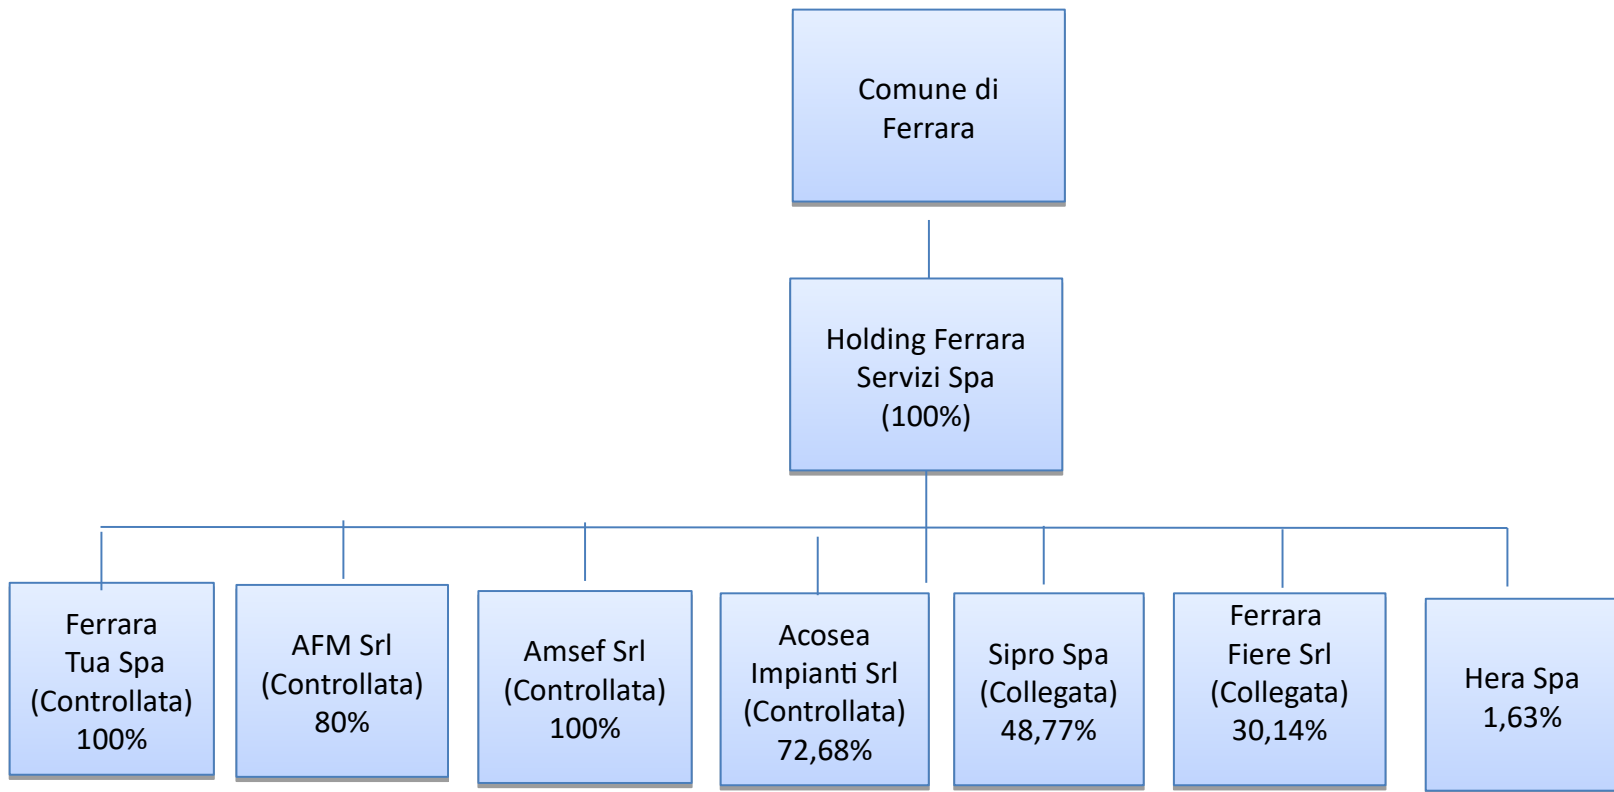 Comune di
Ferrara
Holding Ferrara
Servizi Spa
(100%)
Ferrara
Tua Spa
(Controllata)
100%
AFM Srl
(Controllata)
80%
Amsef Srl
(Controllata)
100%
Acosea
Impianti Srl
(Controllata)
72,68%
Sipro Spa
(Collegata)
48,77%
Ferrara
Fiere Srl
(Collegata)
30,14%
Hera Spa
1,63%